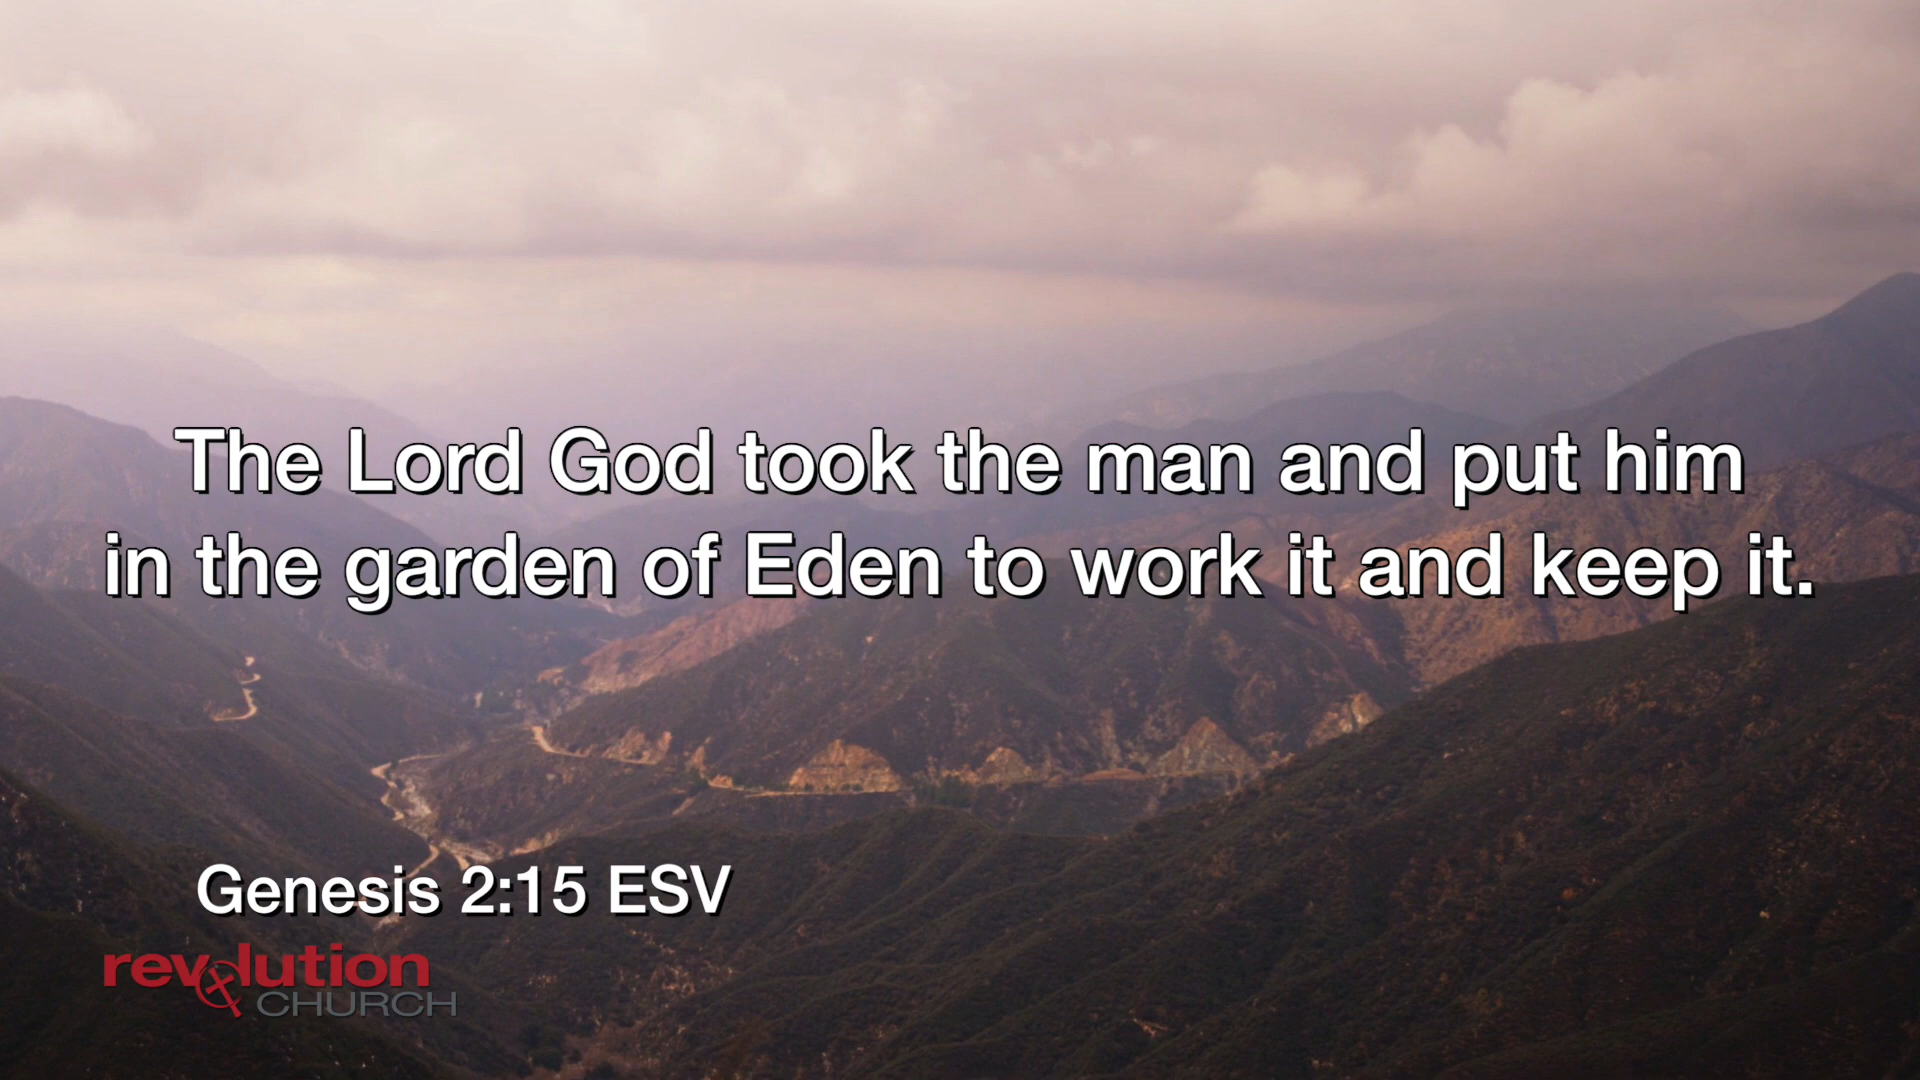 The Lord God took the man and put him
in the garden of Eden to work it and keep it.
Genesis 2:15 ESV
revolution
CHURCH